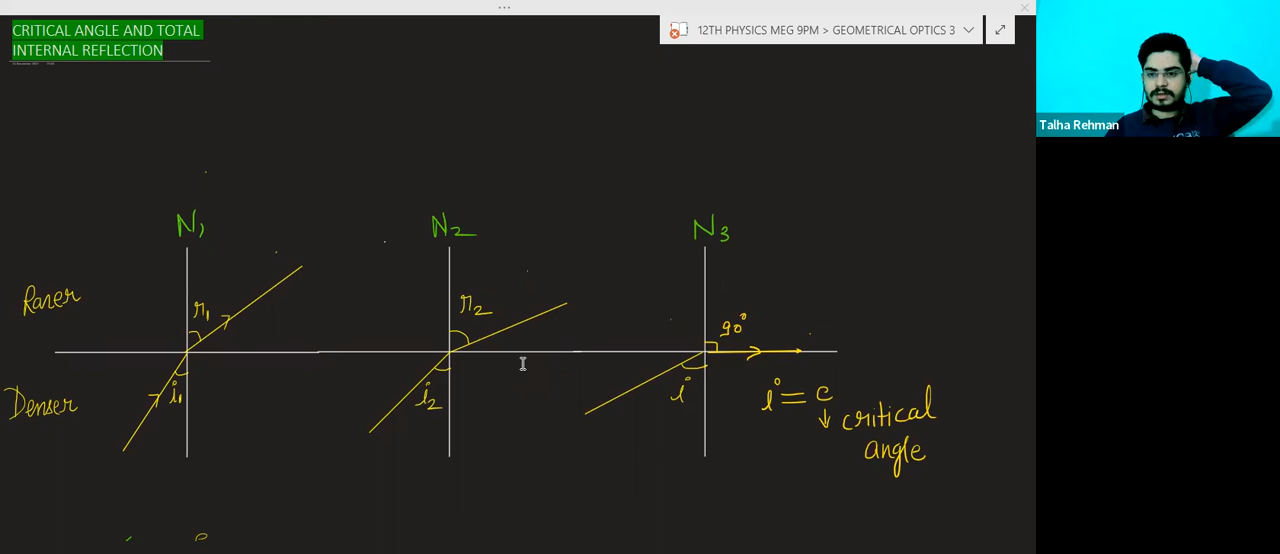 CRITICAL ANGLE AND TOTAL
INTERNAL REFLECTION
12TH PHYSICS MEG 9PM > GEOMETRICAL OPTICS 3
Talha Rehman
N₁ N₂ N₃
Rarer r₁ r₂ 90°
Denser i₁ i₂ i i = c
↓ critical
angle